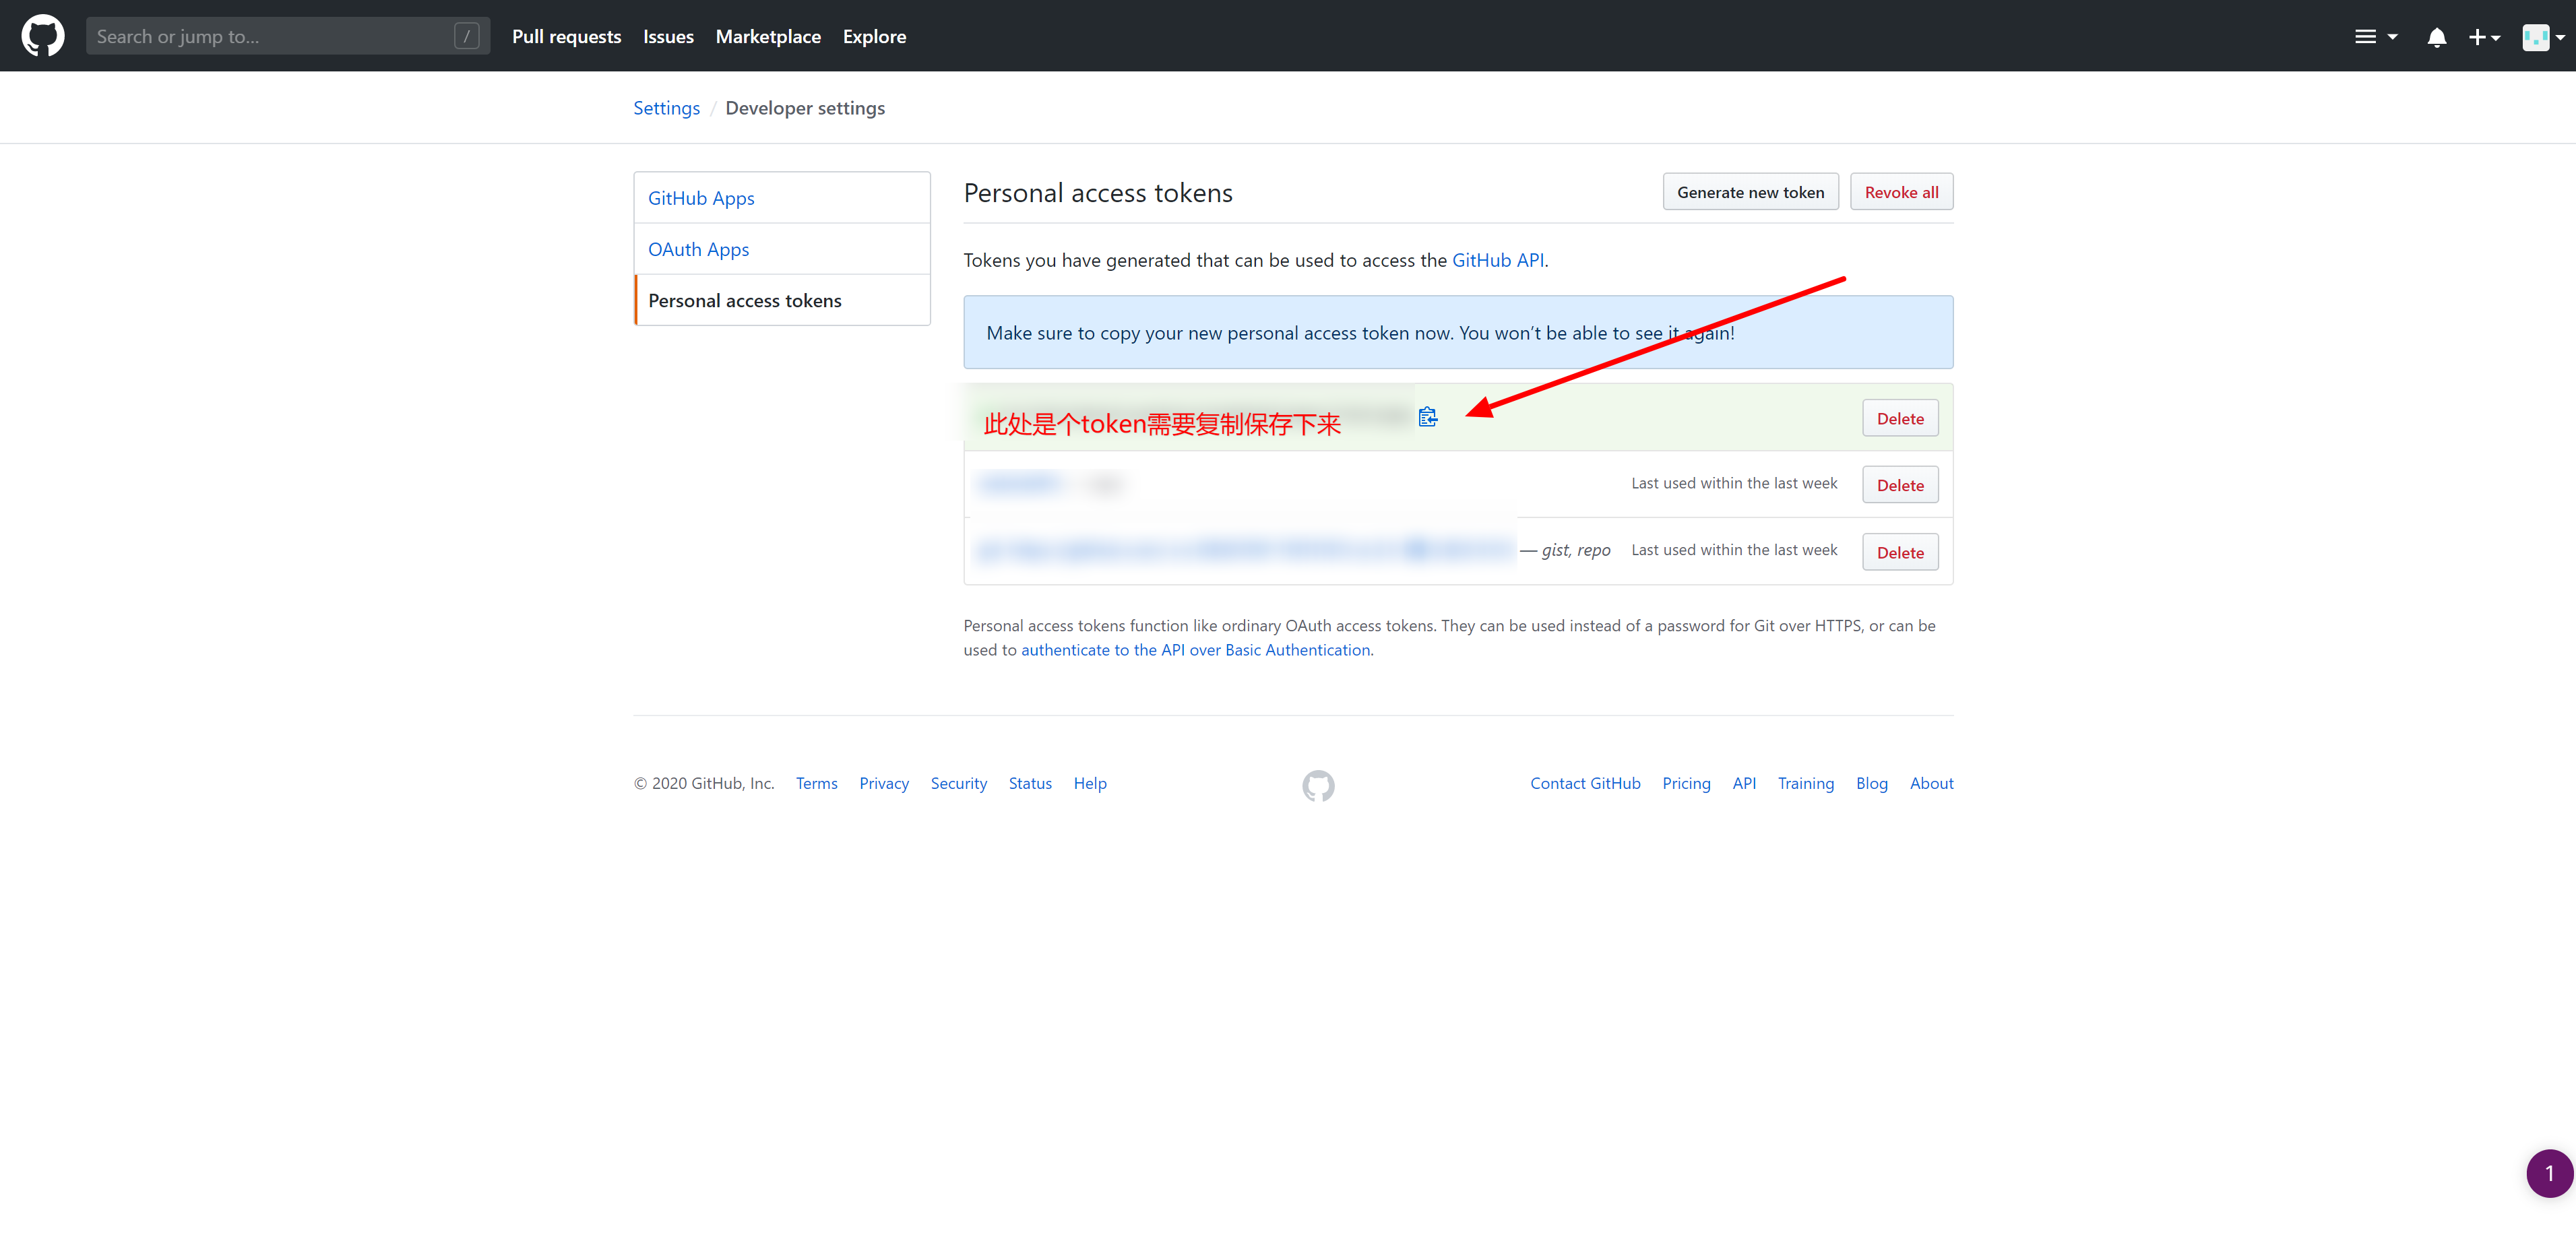 Search or jump to...
/
Pull requests
Issues
Marketplace
Explore
Settings / Developer settings
GitHub Apps
OAuth Apps
Personal access tokens
Personal access tokens
Generate new token
Revoke all
Tokens you have generated that can be used to access the GitHub API.
Make sure to copy your new personal access token now. You won’t be able to see it again!
此处是个token需要复制保存下来
Delete
Last used within the last week
Delete
— gist, repo
Last used within the last week
Delete
Personal access tokens function like ordinary OAuth access tokens. They can be used instead of a password for Git over HTTPS, or can be
used to authenticate to the API over Basic Authentication.
© 2020 GitHub, Inc.
Terms
Privacy
Security
Status
Help
Contact GitHub
Pricing
API
Training
Blog
About
1